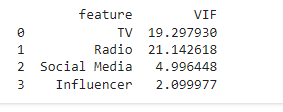 feature VIF
0 TV 19.297930
1 Radio 21.142618
2 Social Media 4.996448
3 Influencer 2.099977